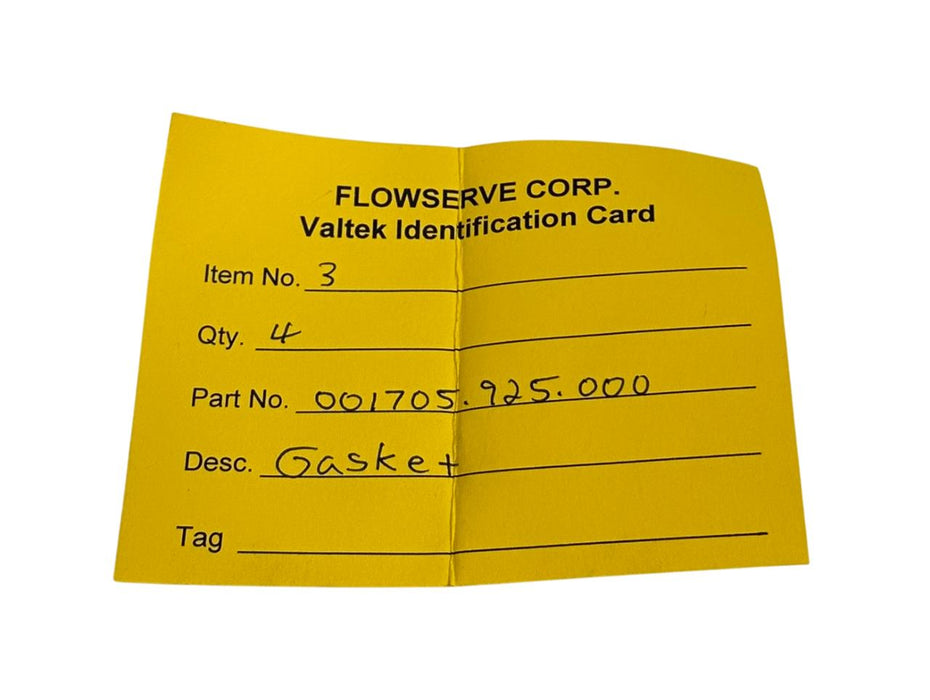 FLOWSERVE CORP.
Valtek Identification Card
Item No. 3
Qty. 4
Part No. 001705.925.000
Desc. Gasket
Tag